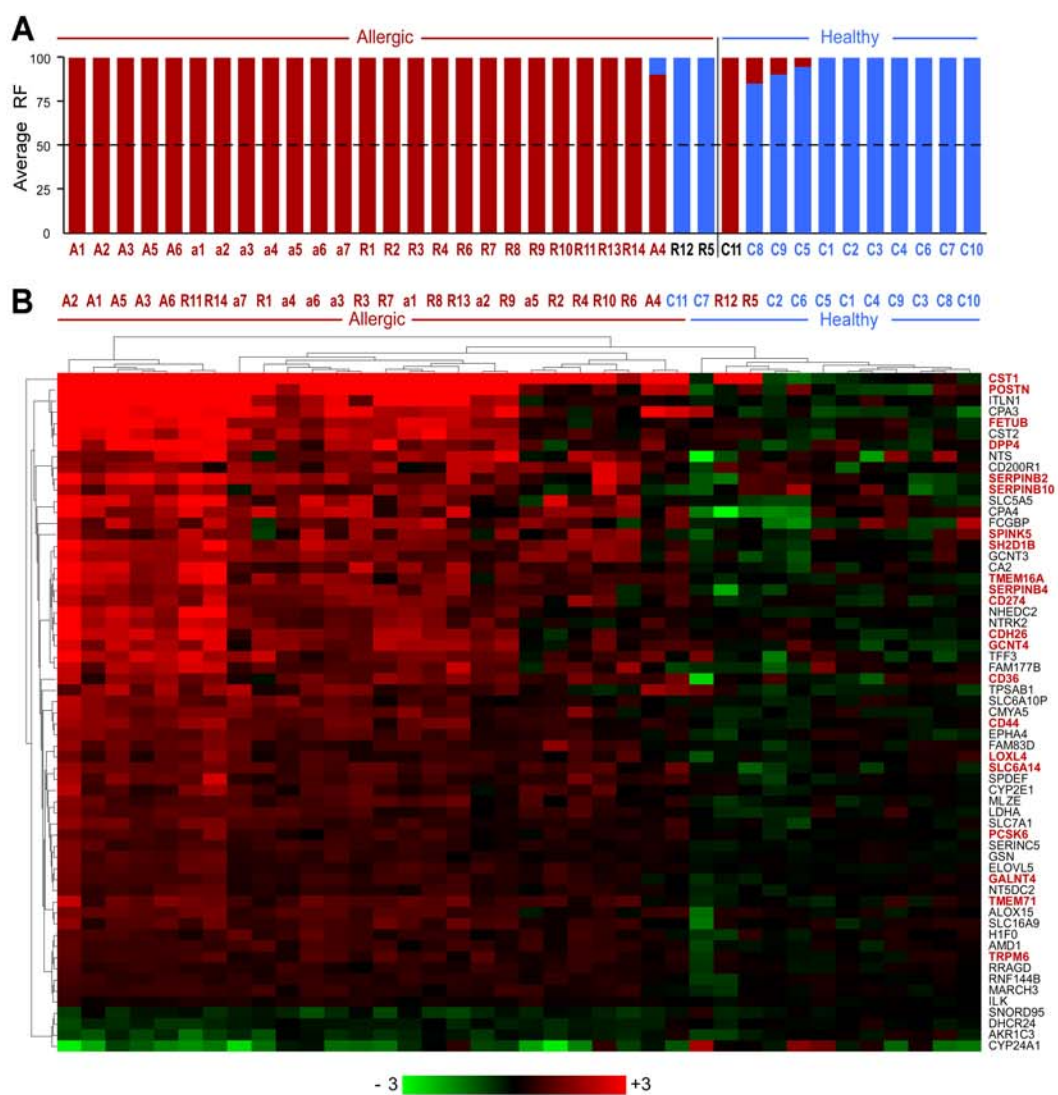 A
Allergic
Healthy
Average RF
100
75
50
25
0
A1 A2 A3 A5 A6 a1 a2 a3 a4 a5 a6 a7 R1 R2 R3 R4 R6 R7 R8 R9 R10 R11 R13 R14 A4 R12 R5 C11 C8 C9 C5 C1 C2 C3 C4 C6 C7 C10
B
A2 A1 A5 A3 A6 R11 R14 a7 R1 a4 a6 a3 R3 R7 a1 R8 R13 a2 R9 a5 R2 R4 R10 R6 A4 C11 C7 R12 R5 C2 C6 C5 C1 C4 C9 C3 C8 C10
Allergic
Healthy
CST1
POSTN
ITLN1
CPA3
FETUB
CST2
DPP4
NTS
CD200R1
SERPINB2
SERPINB10
SLC5A5
CPA4
FCGBP
SPINK5
SH2D1B
GCNT3
CA2
TMEM16A
SERPINB4
CD274
NHEDC2
NTRK2
CDH26
GCNT4
TFF3
FAM177B
CD36
TPSAB1
SLC6A10P
CMYA5
CD44
EPHA4
FAM83D
LOXL4
SLC6A14
SPDEF
CYP2E1
MLZE
LDHA
SLC7A1
PCSK6
SERINC5
GSN
ELOVL5
GALNT4
NT5DC2
TMEM71
ALOX15
SLC16A9
H1F0
AMD1
TRPM6
RRAGD
RNF144B
MARCH3
ILK
SNORD95
DHCR24
AKR1C3
CYP24A1
- 3
+3